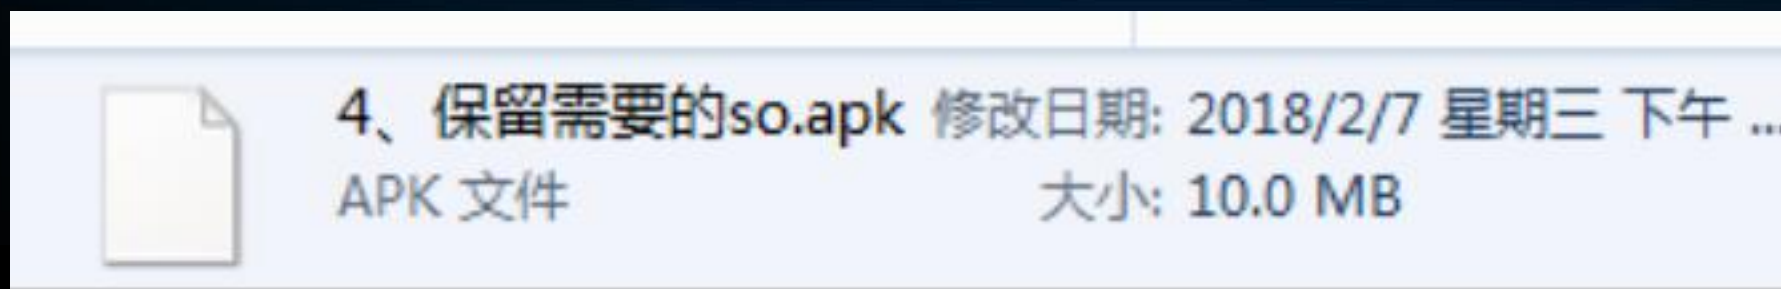 4、保留需要的so.apk 修改日期: 2018/2/7 星期三 下午 ...
APK 文件 大小: 10.0 MB